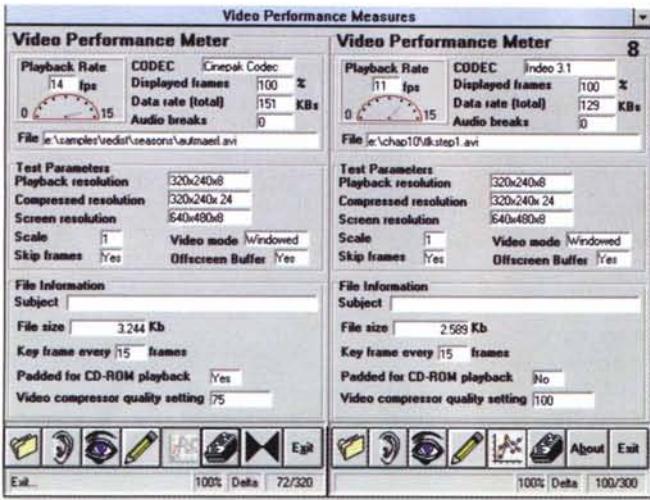 Video Performance Measures
Video Performance Meter
Playback Rate
14 fps
0 15
CODEC Cinepak Codec
Displayed frames 100 %
Data rate (total) 151 KBs
Audio breaks 0
File e:\samples\redist\seasons\autmaerl.avi
Test Parameters
Playback resolution 320x240x8
Compressed resolution 320x240x 24
Screen resolution 640x480x8
Scale 1 Video mode Windowed
Skip frames Yes Offscreen Buffer Yes
File Information
Subject
File size 3.244 Kb
Key frame every 15 frames
Padded for CD-ROM playback Yes
Video compressor quality setting 75
Exit
Exit... 100% Delta 72/320
Video Performance Meter 8
Playback Rate
11 fps
0 15
CODEC Indeo 3.1
Displayed frames 100 %
Data rate (total) 129 KBs
Audio breaks 0
File e:\chap10\tlkstep1.avi
Test Parameters
Playback resolution 320x240x8
Compressed resolution 320x240x 24
Screen resolution 640x480x8
Scale 1 Video mode Windowed
Skip frames Yes Offscreen Buffer Yes
File Information
Subject
File size 2.589 Kb
Key frame every 15 frames
Padded for CD-ROM playback No
Video compressor quality setting 100
About Exit
100% Delta 100/300